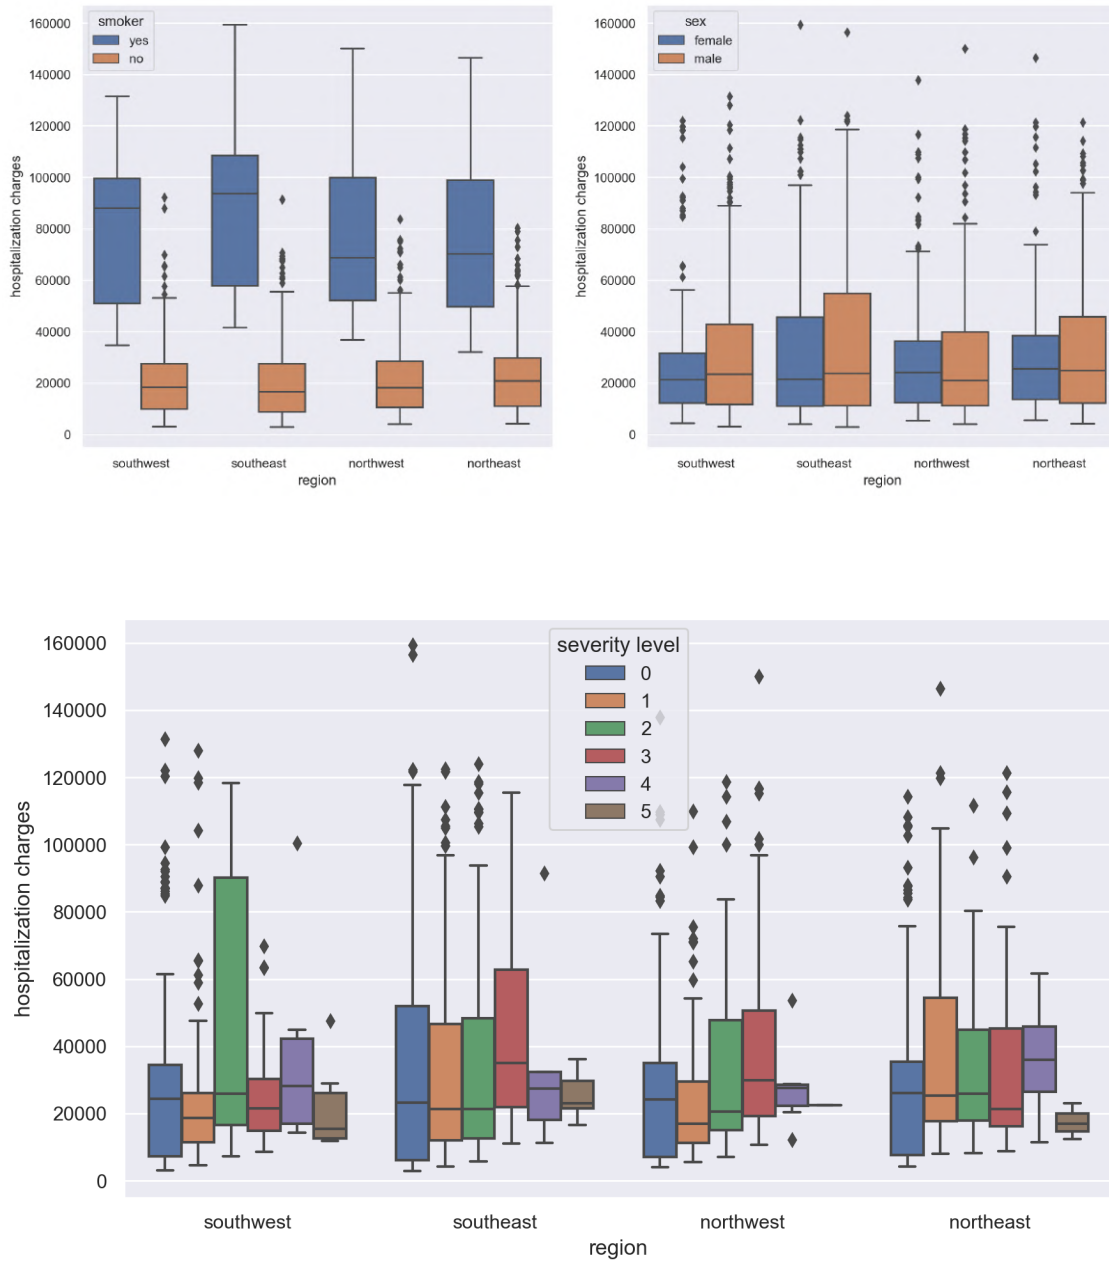 smoker
yes
no
160000
140000
120000
100000
80000
60000
40000
20000
0
hospitalization charges
southwest
southeast
northwest
northeast
region
sex
female
male
160000
140000
120000
100000
80000
60000
40000
20000
0
hospitalization charges
southwest
southeast
northwest
northeast
region
severity level
0
1
2
3
4
5
160000
140000
120000
100000
80000
60000
40000
20000
0
hospitalization charges
southwest
southeast
northwest
northeast
region